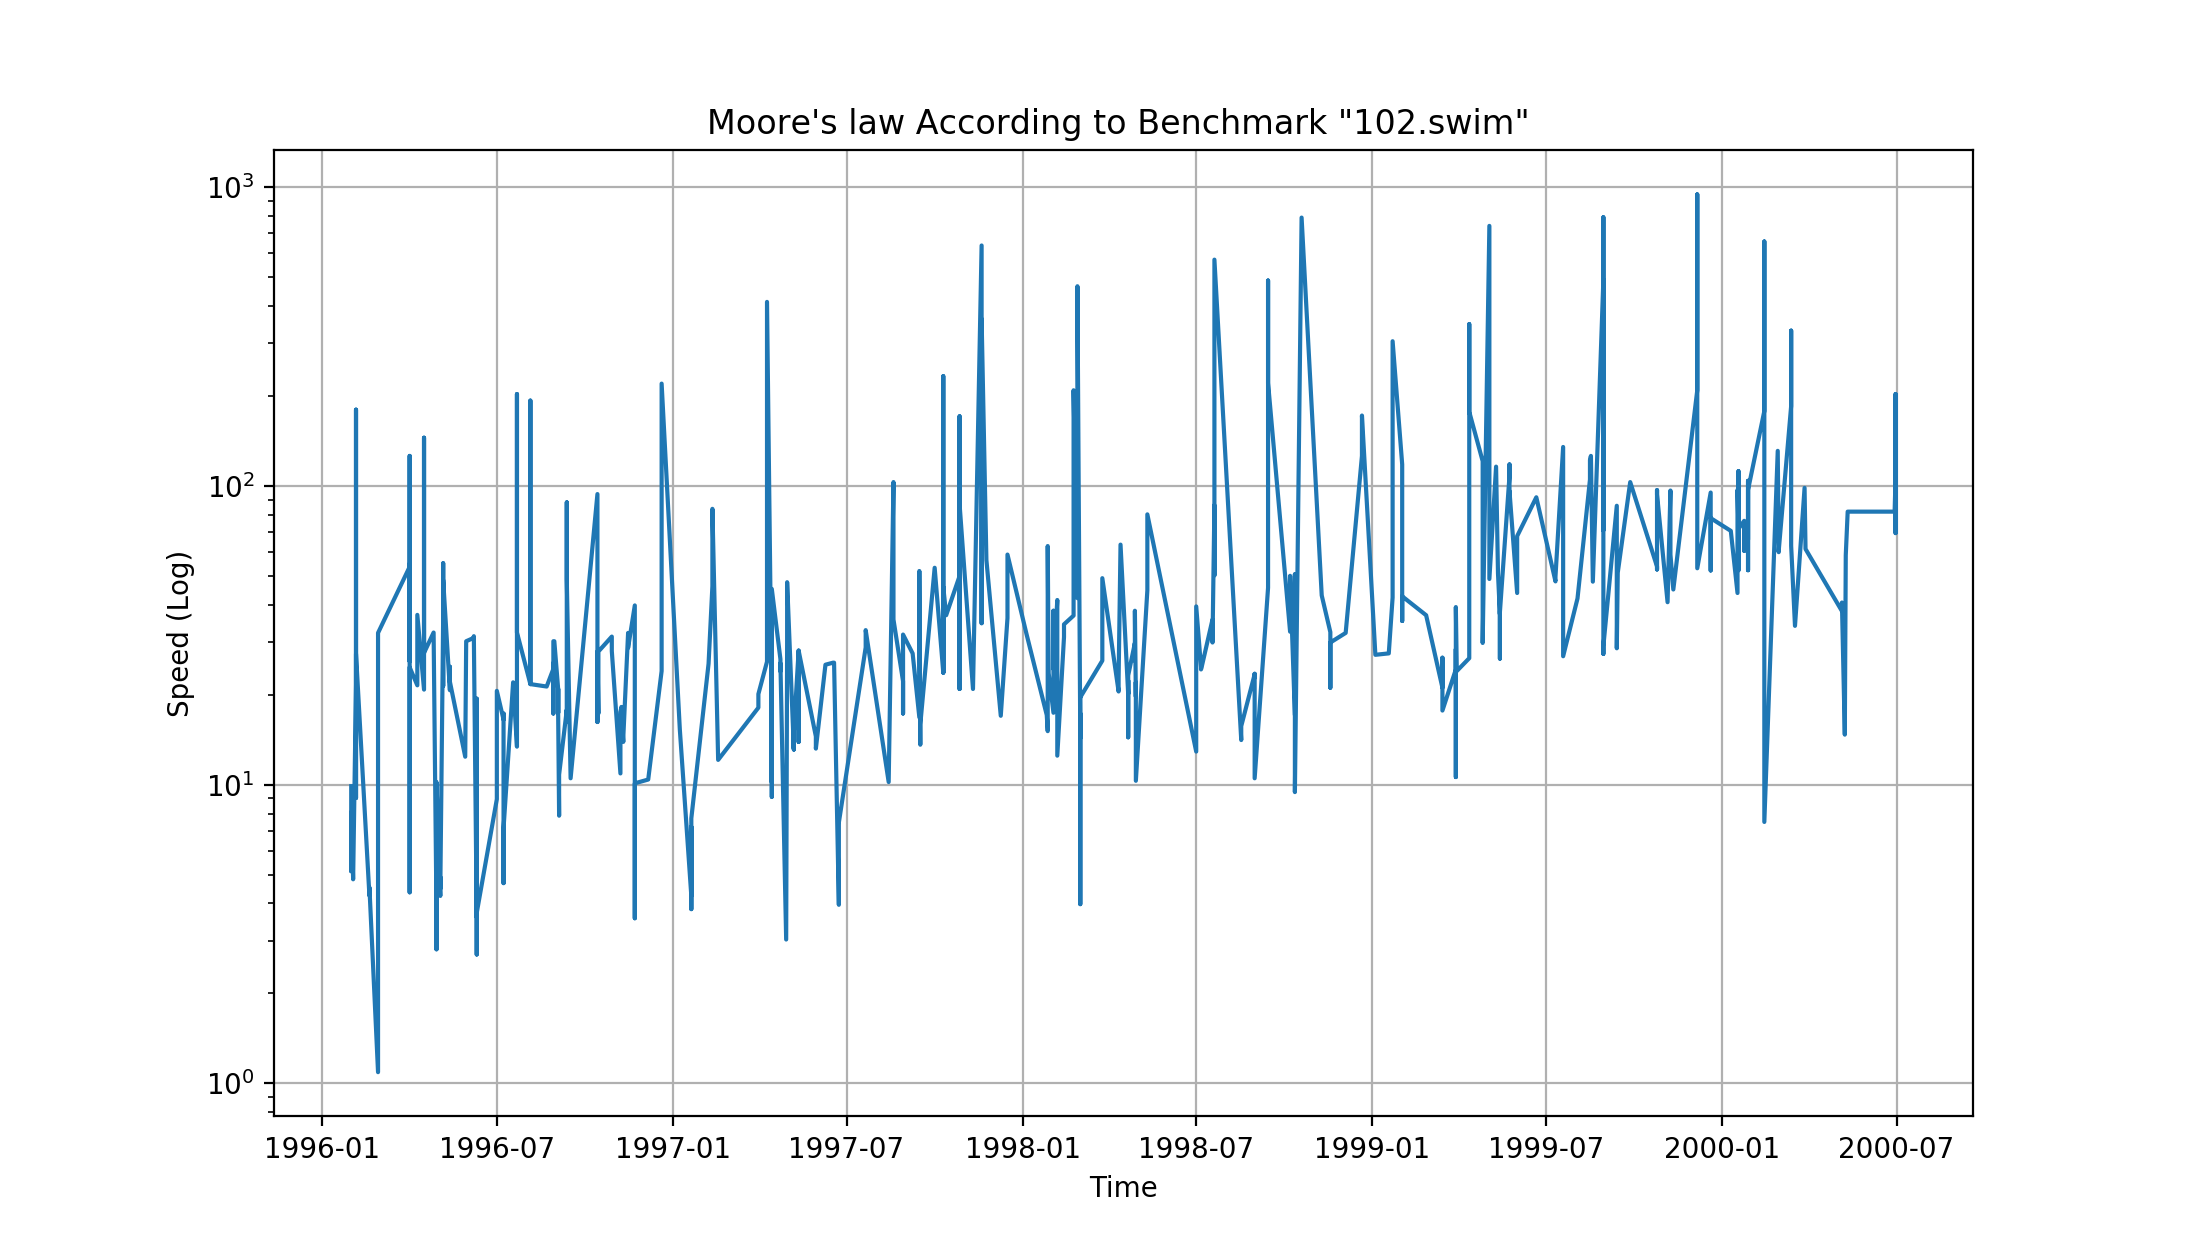 Moore's law According to Benchmark "102.swim"
Speed (Log)
10³
10²
10¹
10⁰
1996-01 1996-07 1997-01 1997-07 1998-01 1998-07 1999-01 1999-07 2000-01 2000-07
Time